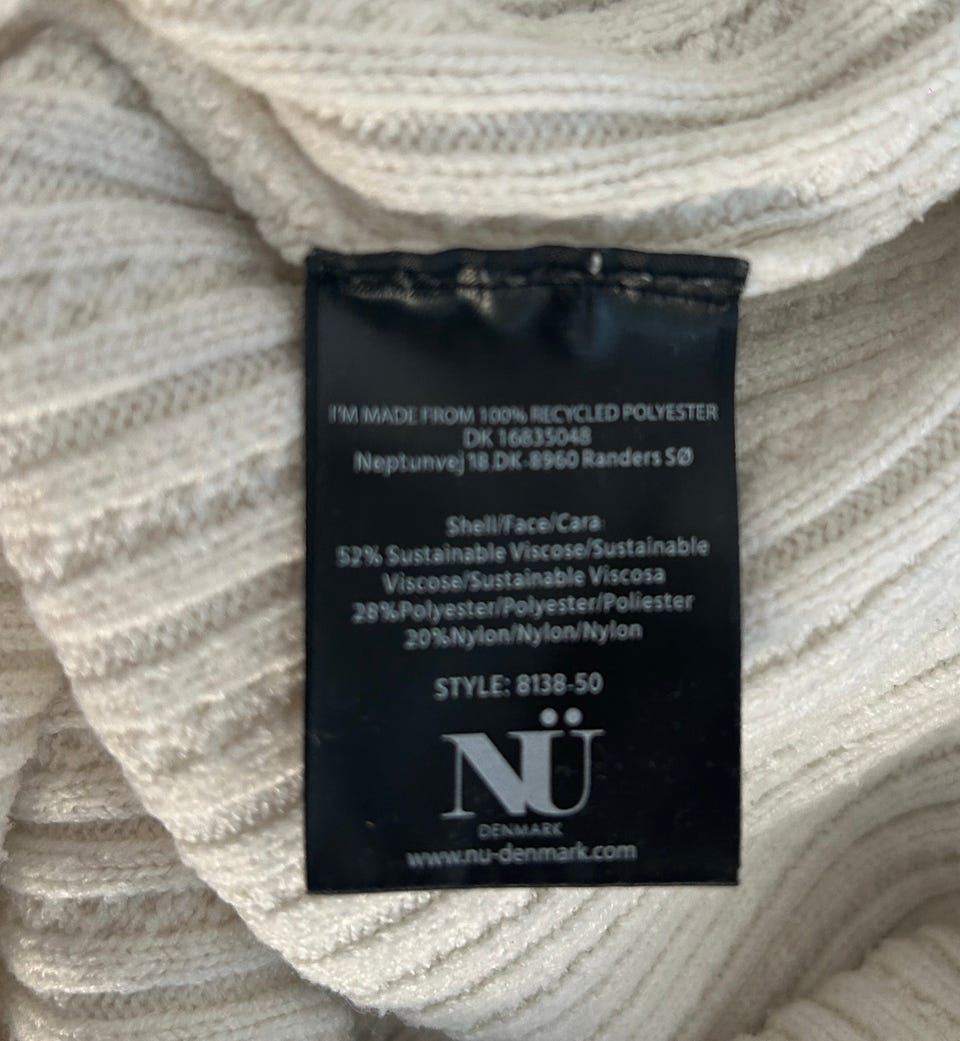 I'M MADE FROM 100% RECYCLED POLYESTER
DK 16835048
Neptunvej 18.DK-8960 Randers SØ
Shell/Face/Cara
52% Sustainable Viscose/Sustainable
Viscose/Sustainable Viscosa
28%Polyester/Polyester/Poliester
20%Nylon/Nylon/Nylon
STYLE: 8138-50
NÜ
DENMARK
www.nu-denmark.com